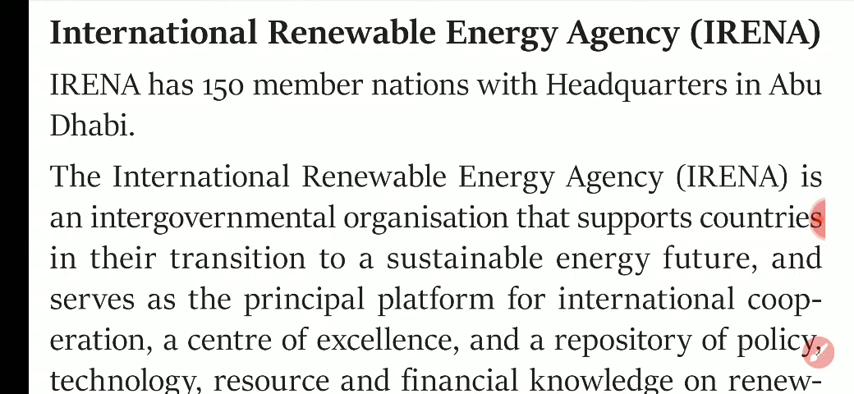 International Renewable Energy Agency (IRENA)
IRENA has 150 member nations with Headquarters in Abu
Dhabi.
The International Renewable Energy Agency (IRENA) is
an intergovernmental organisation that supports countries
in their transition to a sustainable energy future, and
serves as the principal platform for international coop-
eration, a centre of excellence, and a repository of policy,
technology, resource and financial knowledge on renew-